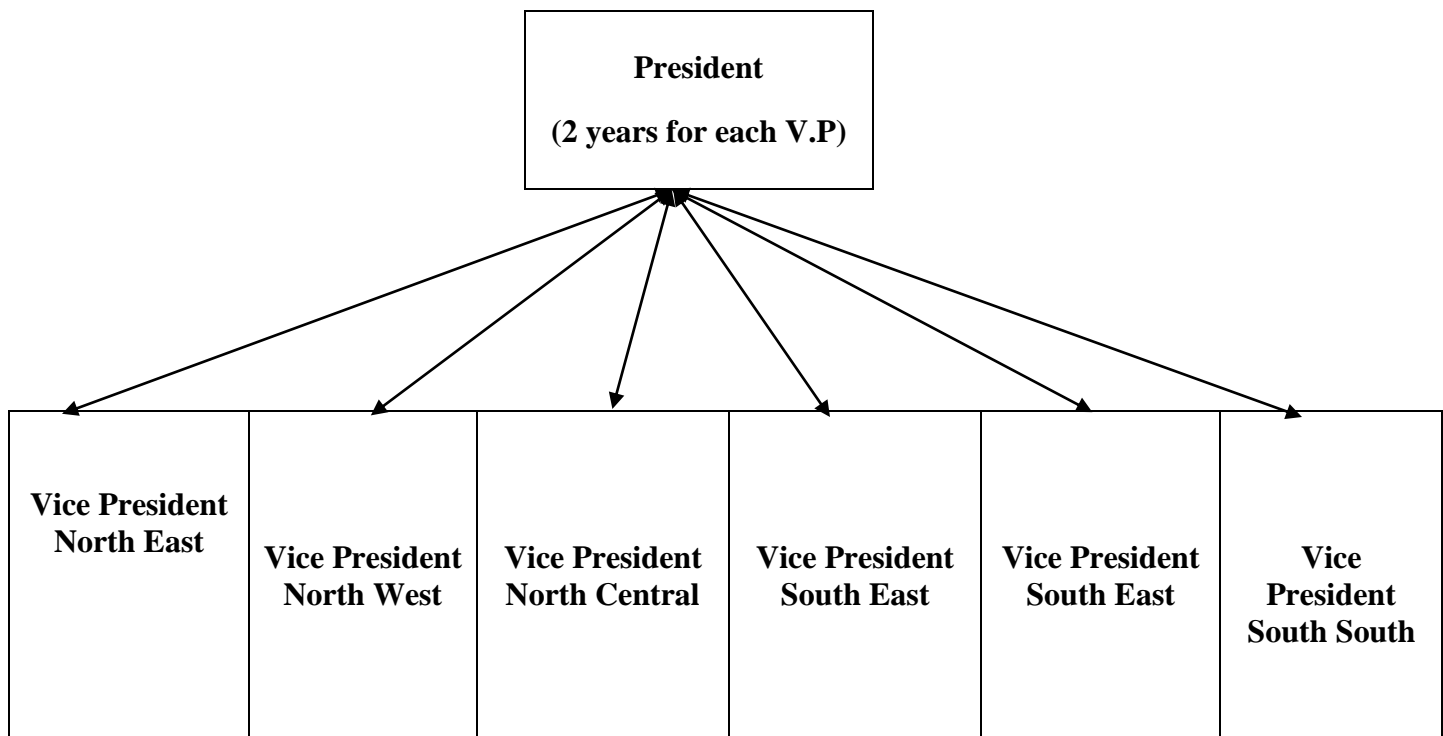 President
(2 years for each V.P)
Vice President
North East
Vice President
North West
Vice President
North Central
Vice President
South East
Vice President
South East
Vice
President
South South